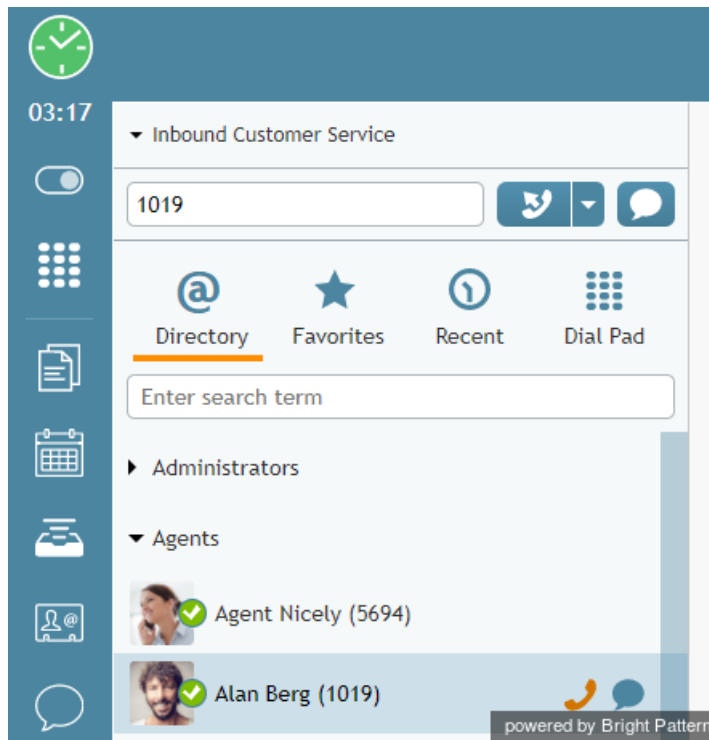 03:17
Inbound Customer Service
1019
@
Directory Favorites Recent Dial Pad
Enter search term
Administrators
Agents
Agent Nicely (5694)
@
Alan Berg (1019)
powered by Bright Pattern